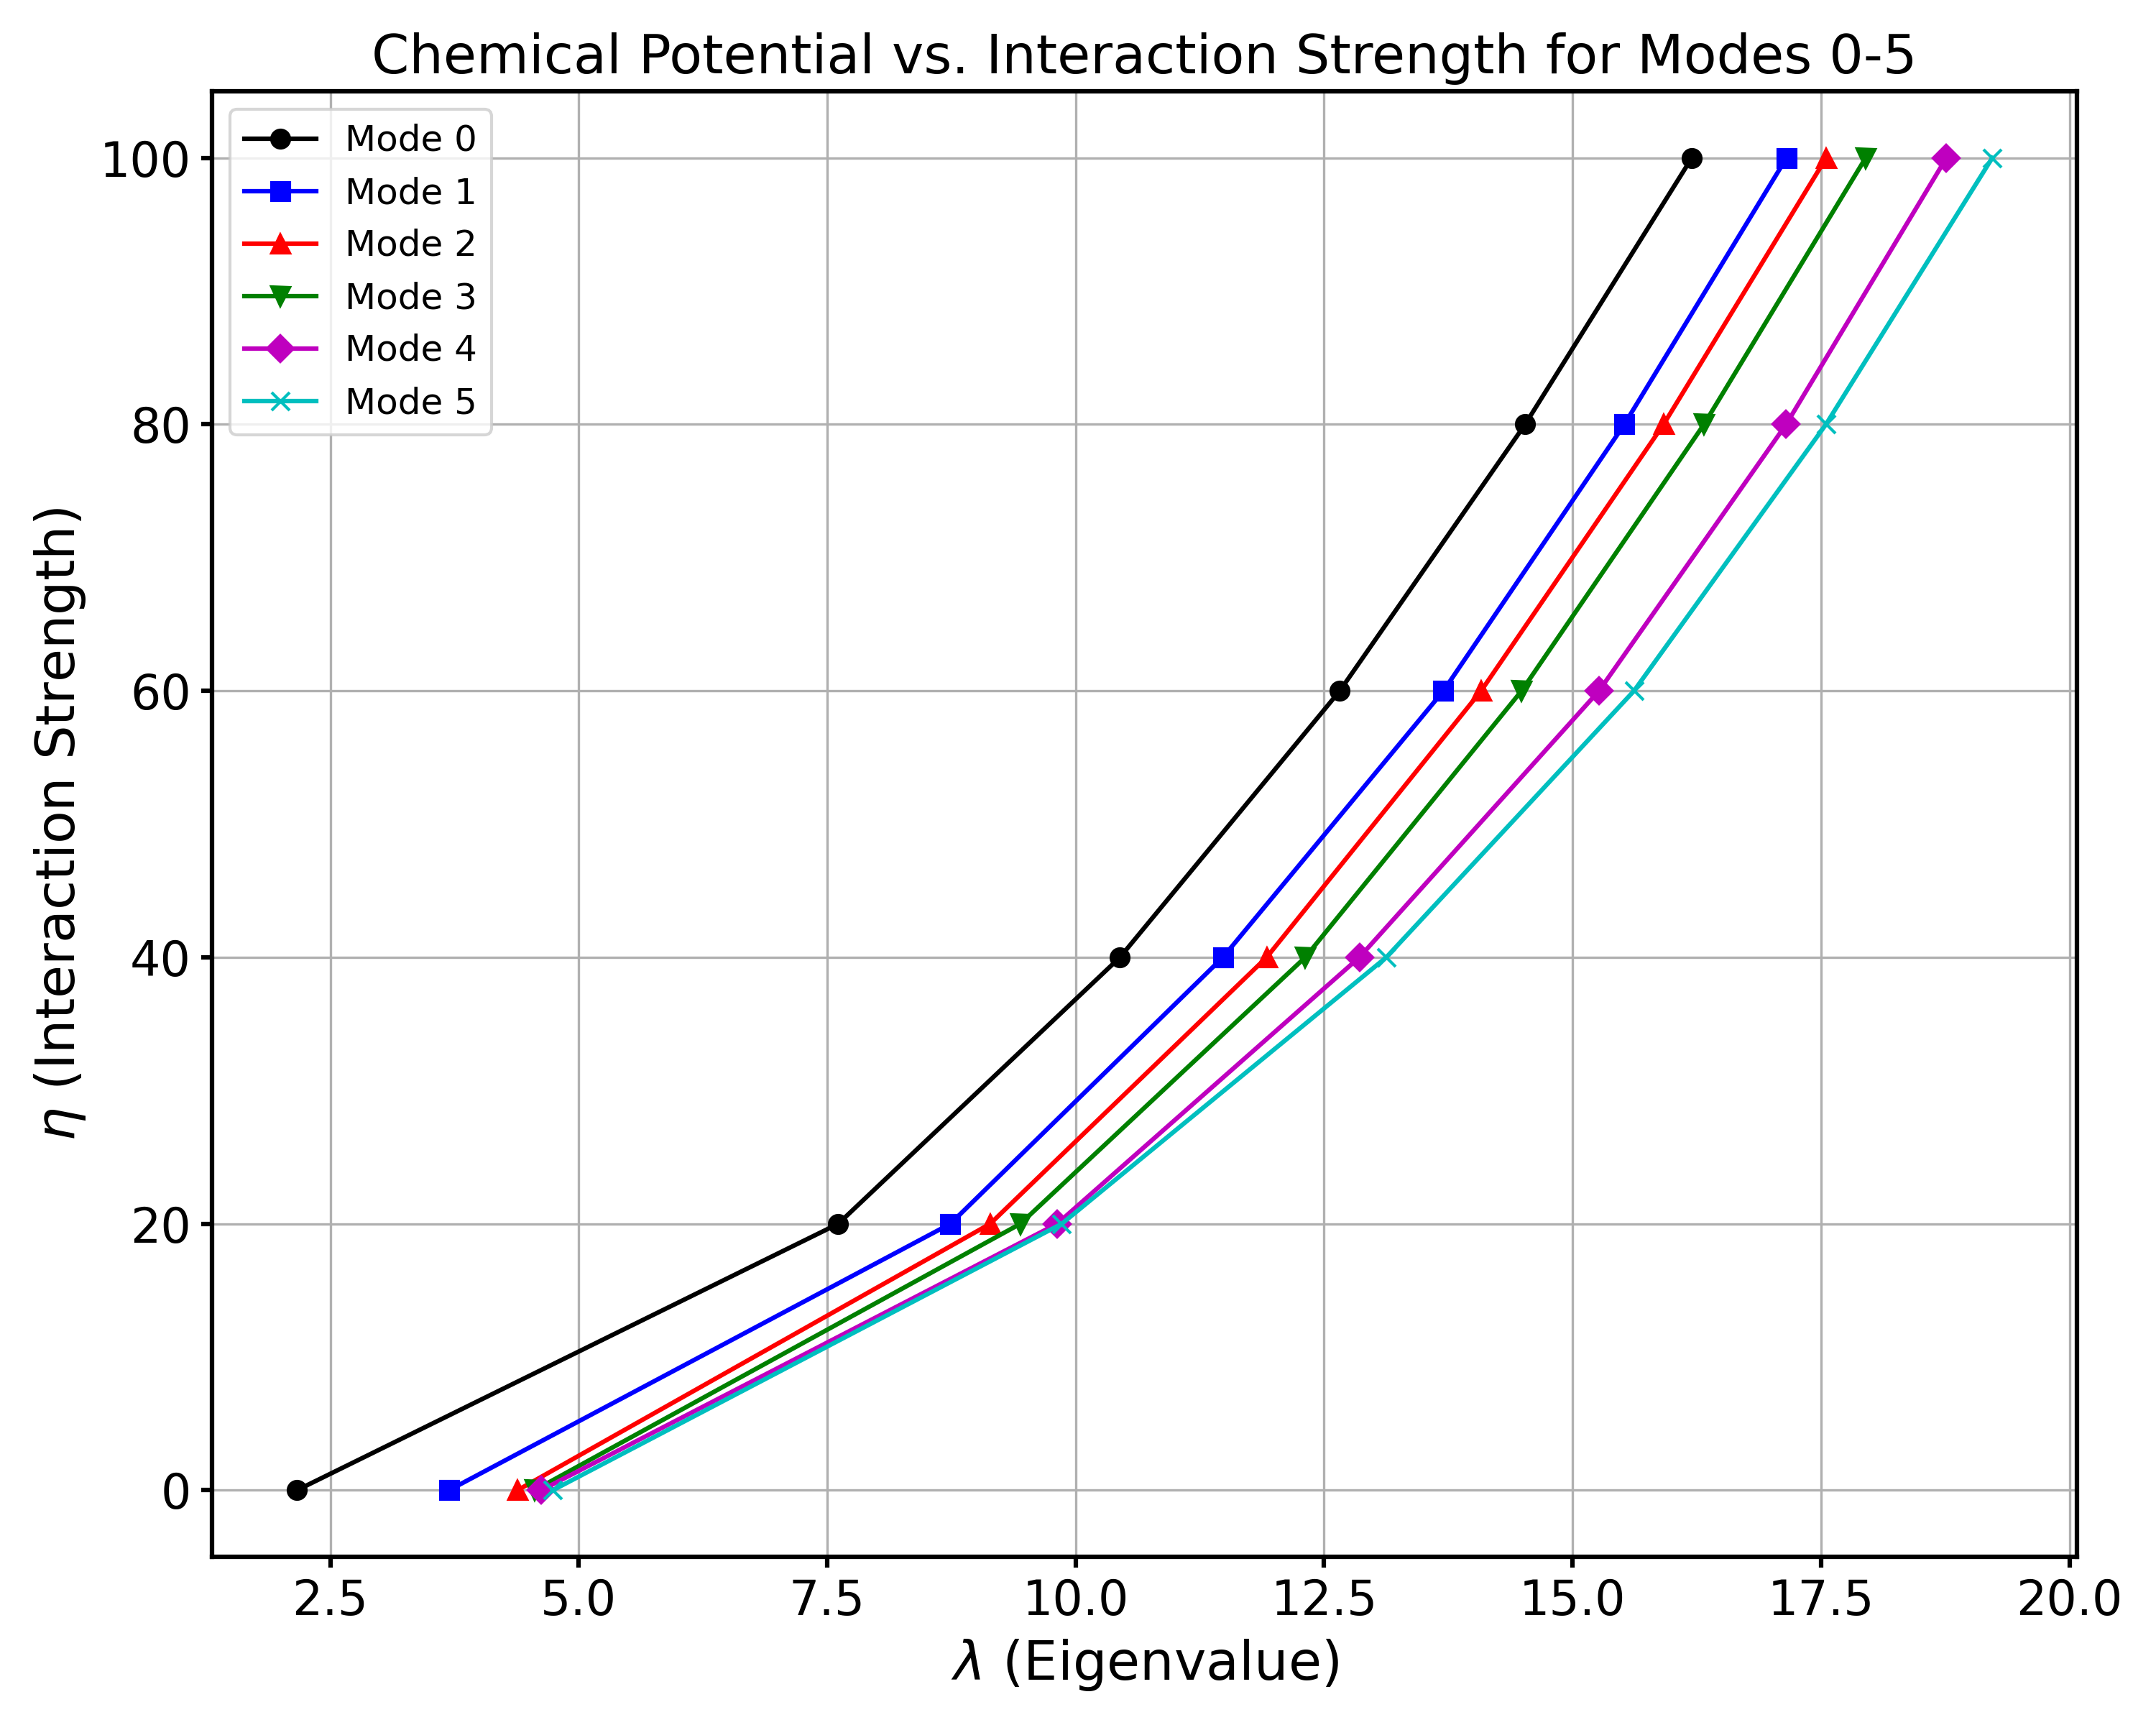 Chemical Potential vs. Interaction Strength for Modes 0-5
Mode 0
Mode 1
Mode 2
Mode 3
Mode 4
Mode 5
100
80
60
40
20
0
η (Interaction Strength)
2.5 5.0 7.5 10.0 12.5 15.0 17.5 20.0
λ (Eigenvalue)